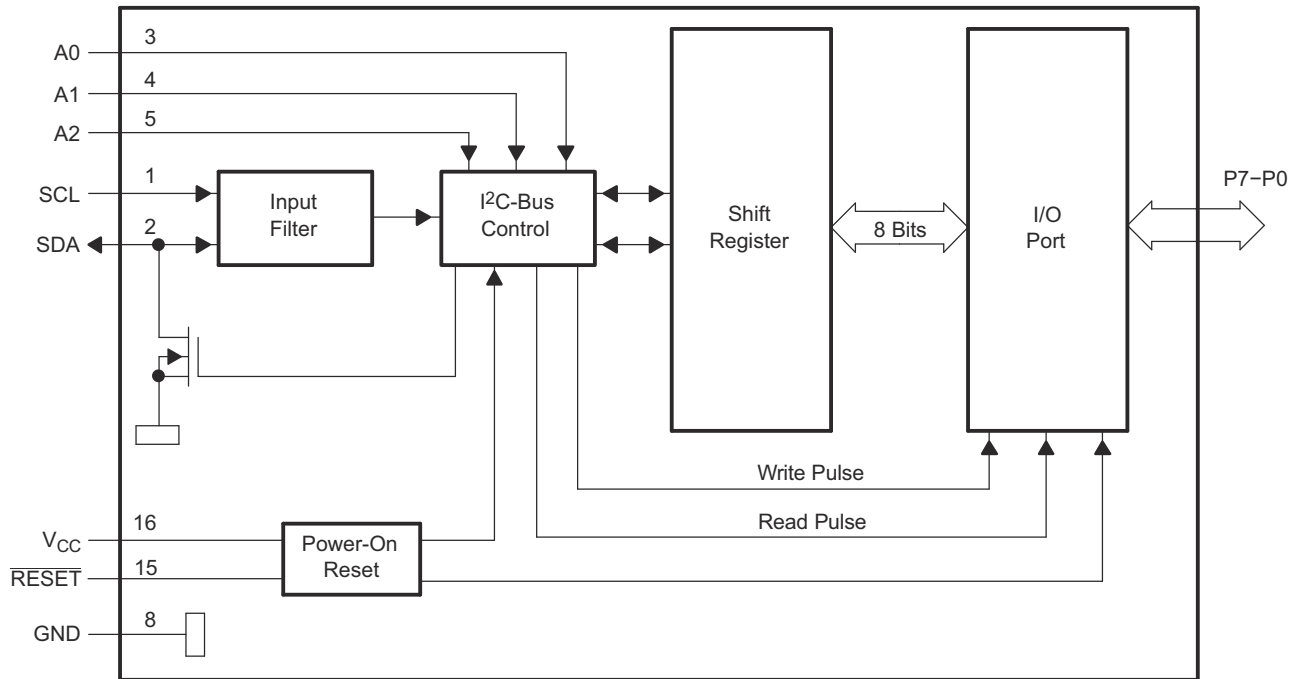 A0
3
A1
4
A2
5
SCL
1
SDA
2
Input
Filter
I²C-Bus
Control
Shift
Register
8 Bits
I/O
Port
P7−P0
Write Pulse
Read Pulse
VCC
16
RESET
15
Power-On
Reset
GND
8